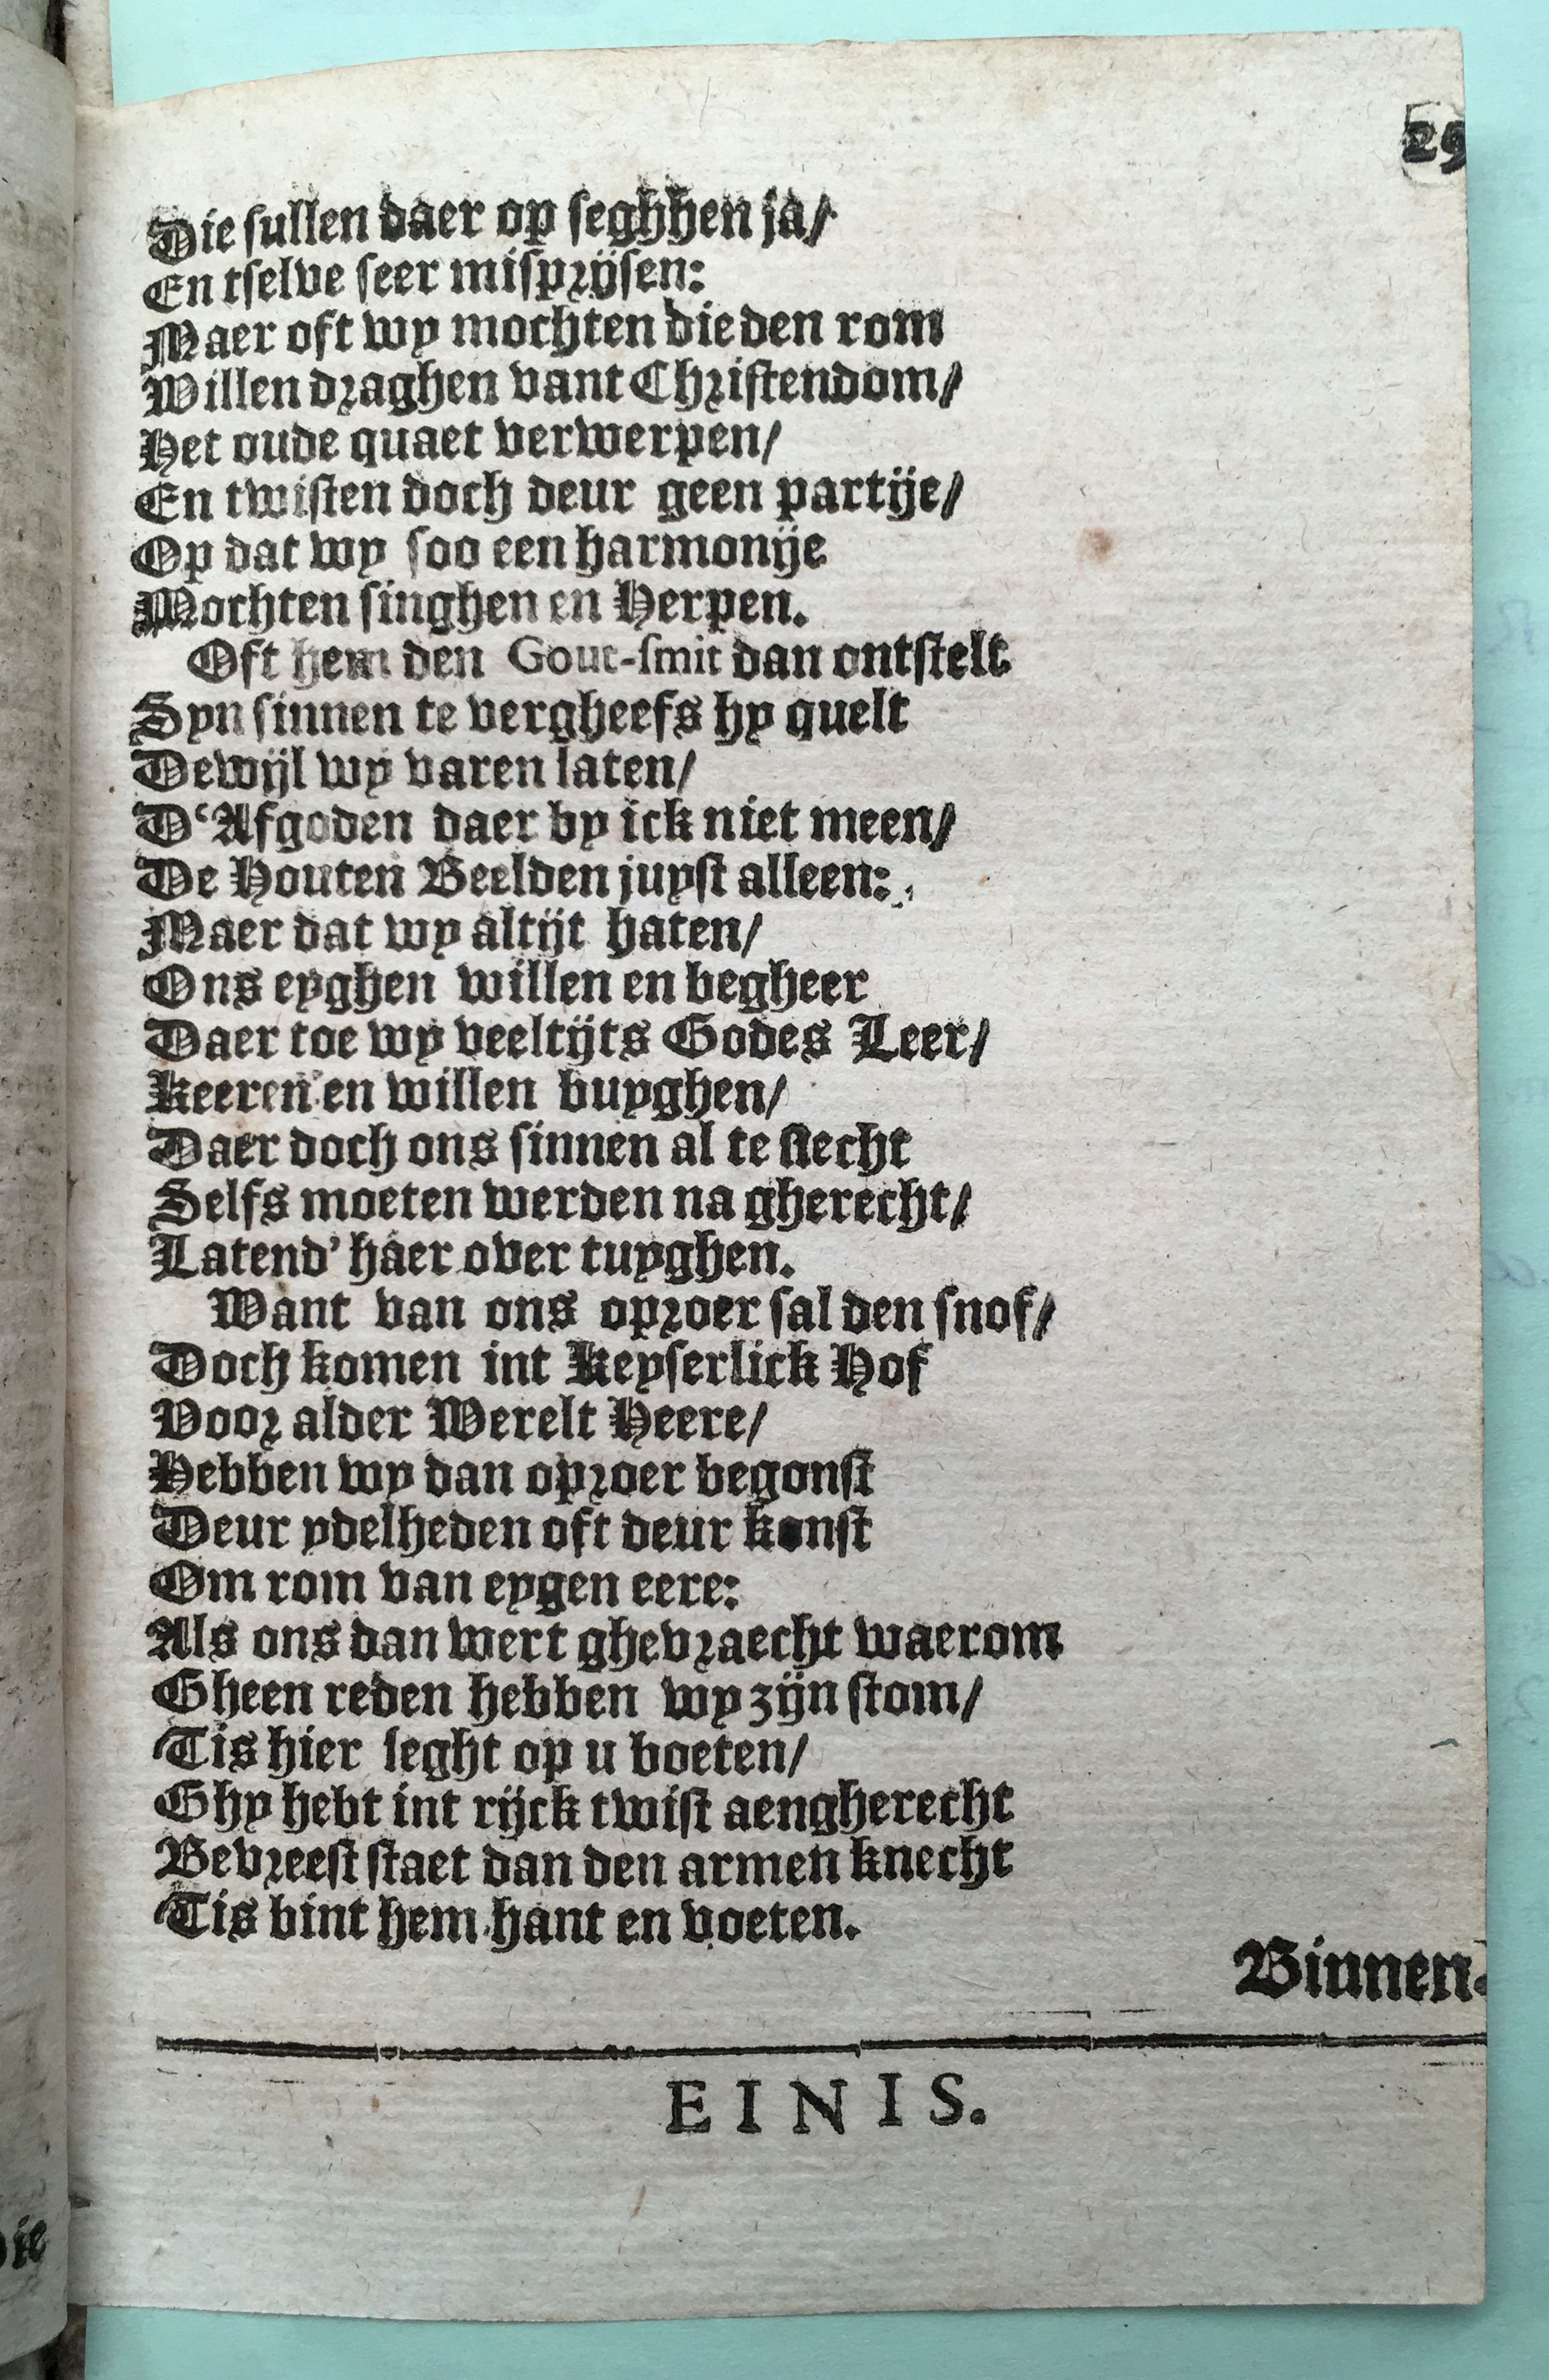 29
Die sullen daer op segghen ja/
En tselve seer misprijsen:
Maer oft wy mochten die den rom
Willen draghen vant Christendom/
Het oude quaet verwerpen/
En twisten doch deur geen partije/
Op dat wy soo een harmonije
Mochten singhen en Herpen.
Oft hem den Gout-smit dan ontstelt
Syn sinnen te vergheefs hy quelt
Dewijl wy varen laten/
D'Afgoden daer by ick niet meen/
De Houten Beelden juyst alleen:
Maer dat wy altijt haten/
Ons eyghen willen en begheer
Daer toe wy veeltijts Godes Leer/
Keeren en willen buyghen/
Daer doch ons sinnen al te slecht
Selfs moeten werden na gherecht/
Latend' haer over tuyghen.
Want van ons oproer sal den snof/
Doch komen int Keyserlick Hof
Voor alder Werelt Heere/
Hebben wy dan oproer begonst
Deur ydelheden oft deur konst
Om rom van eygen eere:
Als ons dan wert ghevraecht waerom
Gheen reden hebben wy zijn stom/
Tis hier leght op u boeten/
Ghy hebt int rijck twist aengherecht
Bevreest staet dan den armen knecht
Tis bint hem hant en voeten.
Binnen.
EINIS.
ie